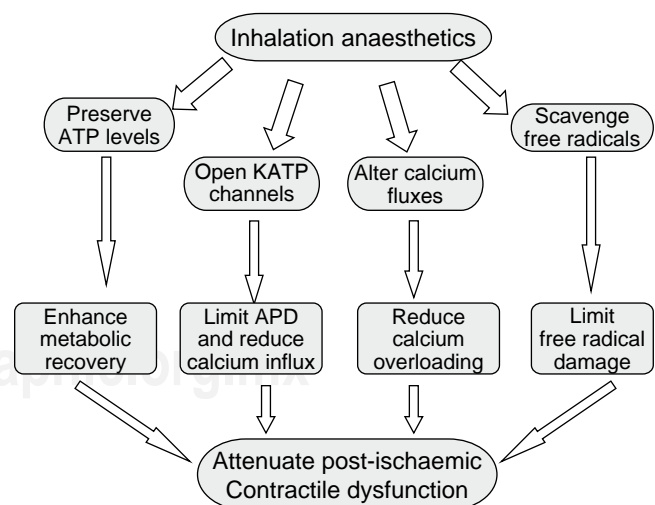 Inhalation anaesthetics
Preserve
ATP levels
Scavenge
free radicals
Open KATP
channels
Alter calcium
fluxes
Enhance
metabolic
recovery
Limit APD
and reduce
calcium influx
Reduce
calcium
overloading
Limit
free radical
damage
Attenuate post-ischaemic
Contractile dysfunction